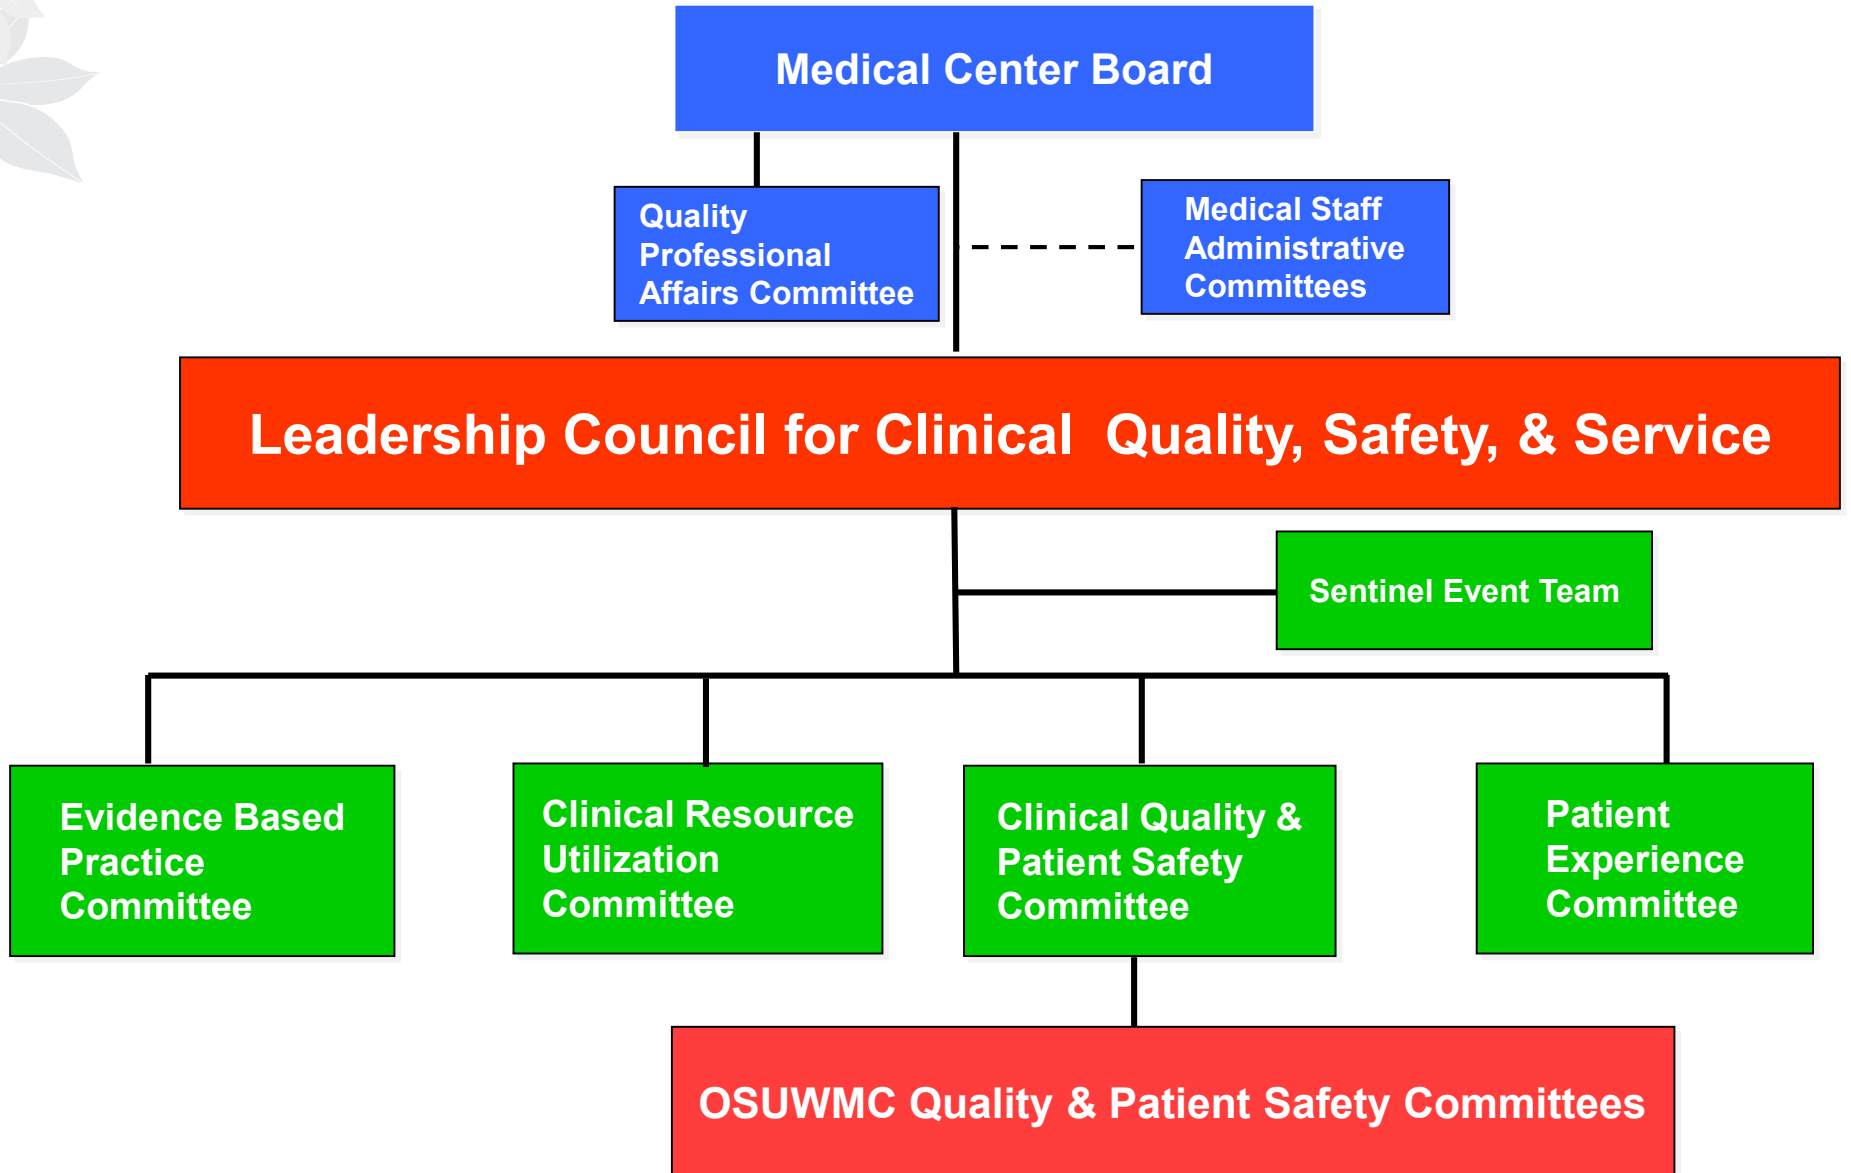 Medical Center Board
Quality
Professional
Affairs Committee
Medical Staff
Administrative
Committees
Leadership Council for Clinical  Quality, Safety, & Service
Sentinel Event Team
Evidence Based
Practice
Committee
Clinical Resource
Utilization
Committee
Clinical Quality &
Patient Safety
Committee
Patient
Experience
Committee
OSUWMC Quality & Patient Safety Committees